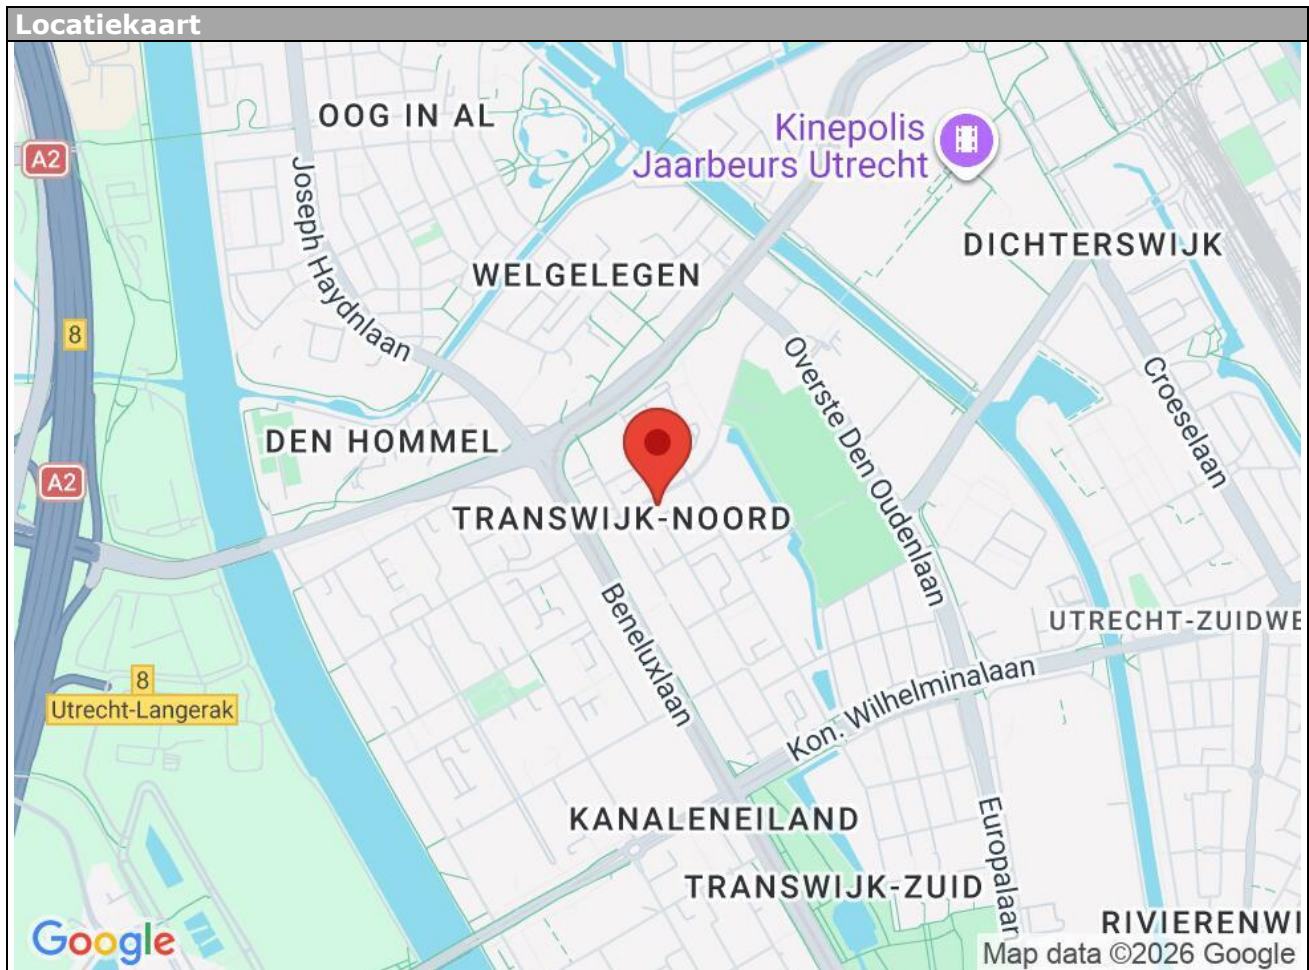 Locatiekaart
OOG IN AL
Kinepolis
Jaarbeurs Utrecht
A2
Joseph Haydnlaan
DICHTERSWIJK
WELGELEGEN
8
Overste Den Oudenlaan
Croeselaan
DEN HOMMEL
A2
TRANSWIJK-NOORD
Beneluxlaan
UTRECHT-ZUIDWE
8
Utrecht-Langerak
Kon. Wilhelminalaan
KANALENEILAND
Europalaan
TRANSWIJK-ZUID
RIVIERENWI
Google
Map data ©2026 Google